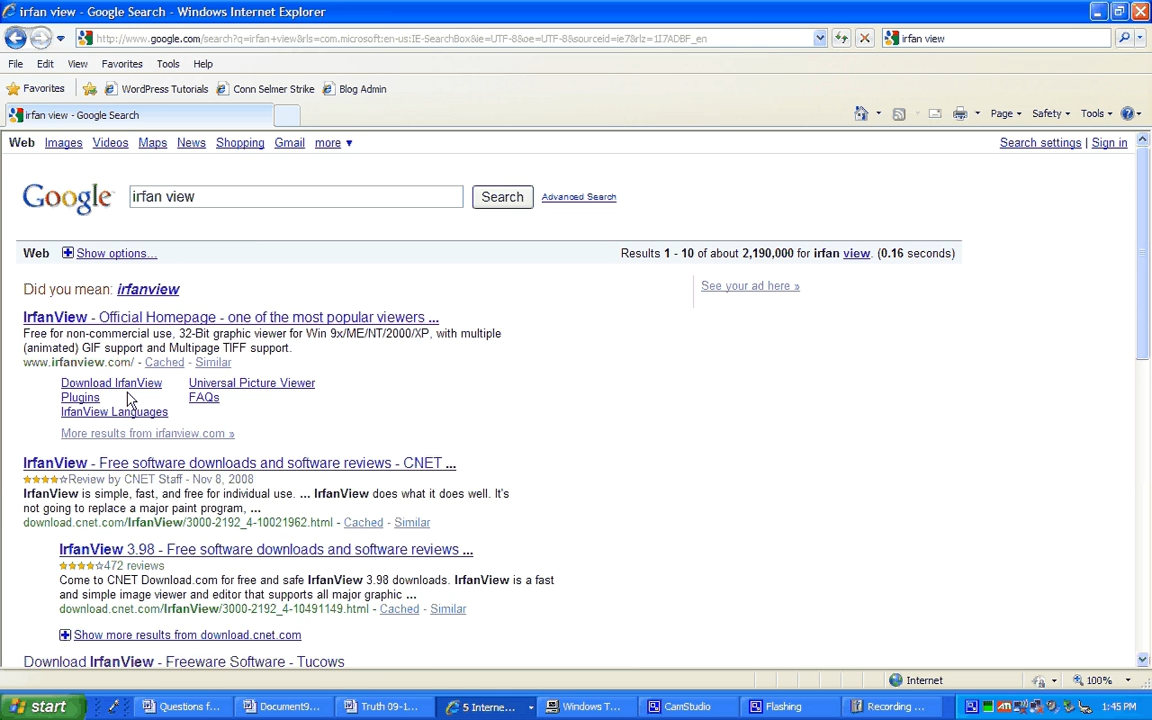 irfan view - Google Search - Windows Internet Explorer
http://www.google.com/search?q=irfan+view&rls=com.microsoft:en-us:IE-SearchBox&ie=UTF-8&oe=UTF-8&sourceid=ie7&rlz=1I7ADBF_en
irfan view
File Edit View Favorites Tools Help
Favorites WordPress Tutorials Conn Selmer Strike Blog Admin
irfan view - Google Search
Page Safety Tools
Web Images Videos Maps News Shopping Gmail more ▼
Search settings | Sign in
Google irfan view Search Advanced Search
Web Show options...
Results 1 - 10 of about 2,190,000 for irfan view. (0.16 seconds)
Did you mean: irfanview
See your ad here »
IrfanView - Official Homepage - one of the most popular viewers ...
Free for non-commercial use, 32-Bit graphic viewer for Win 9x/ME/NT/2000/XP, with multiple
(animated) GIF support and Multipage TIFF support.
www.irfanview.com/ - Cached - Similar
Download IrfanView Universal Picture Viewer
Plugins FAQs
IrfanView Languages
More results from irfanview.com »
IrfanView - Free software downloads and software reviews - CNET ...
Review by CNET Staff - Nov 8, 2008
IrfanView is simple, fast, and free for individual use. ... IrfanView does what it does well. It's
not going to replace a major paint program, ...
download.cnet.com/IrfanView/3000-2192_4-10021962.html - Cached - Similar
IrfanView 3.98 - Free software downloads and software reviews ...
472 reviews
Come to CNET Download.com for free and safe IrfanView 3.98 downloads. IrfanView is a fast
and simple image viewer and editor that supports all major graphic ...
download.cnet.com/IrfanView/3000-2192_4-10491149.html - Cached - Similar
Show more results from download.cnet.com
Download IrfanView - Freeware Software - Tucows
Internet 100%
start Questions f... Document9... Truth 09-1... 5 Interne... Windows T... CamStudio Flashing Recording ... 1:45 PM